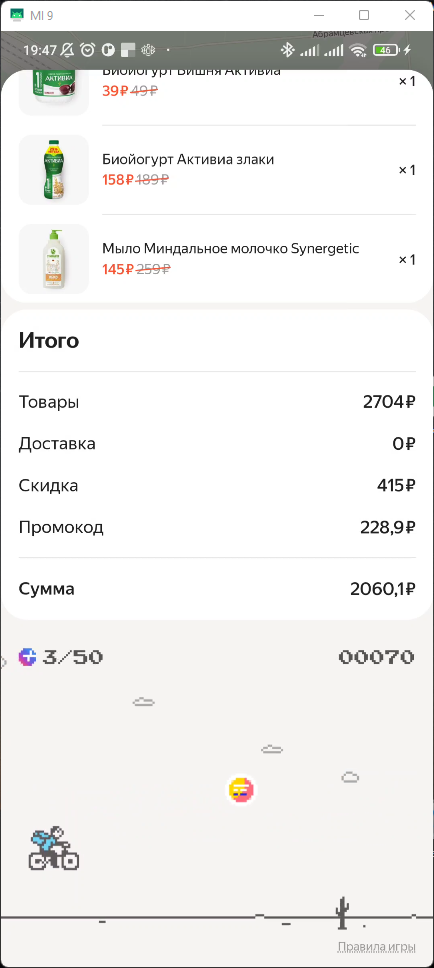 MI 9
Абрамцевская
19:47
46
Биойогурт Вишня Активиа
39₽ 49₽
×1
Биойогурт Активиа злаки
158₽ 189₽
×1
Мыло Миндальное молочко Synergetic
145₽ 259₽
×1
Итого
Товары 2704₽
Доставка 0₽
Скидка 415₽
Промокод 228,9₽
Сумма 2060,1₽
3/50 00070
Правила игры